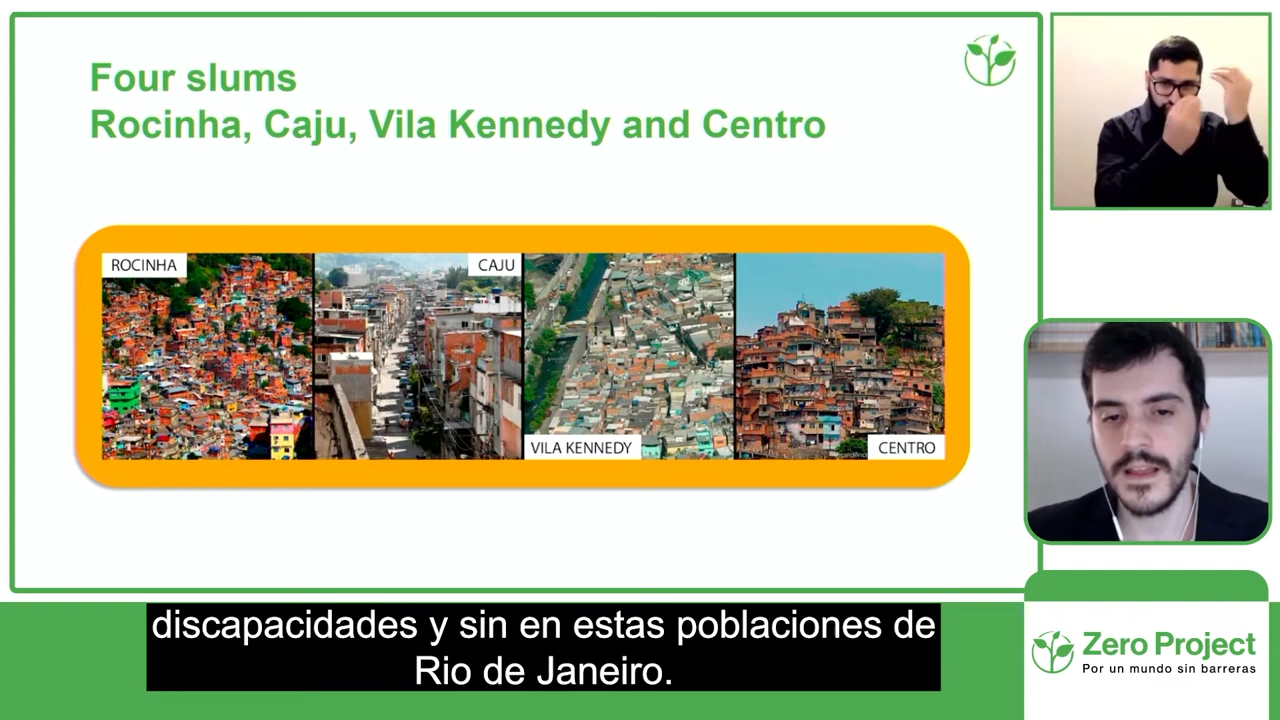 Four slums
Rocinha, Caju, Vila Kennedy and Centro
ROCINHA
CAJU
VILA KENNEDY
CENTRO
discapacidades y sin en estas poblaciones de
Rio de Janeiro.
Zero Project
Por un mundo sin barreras